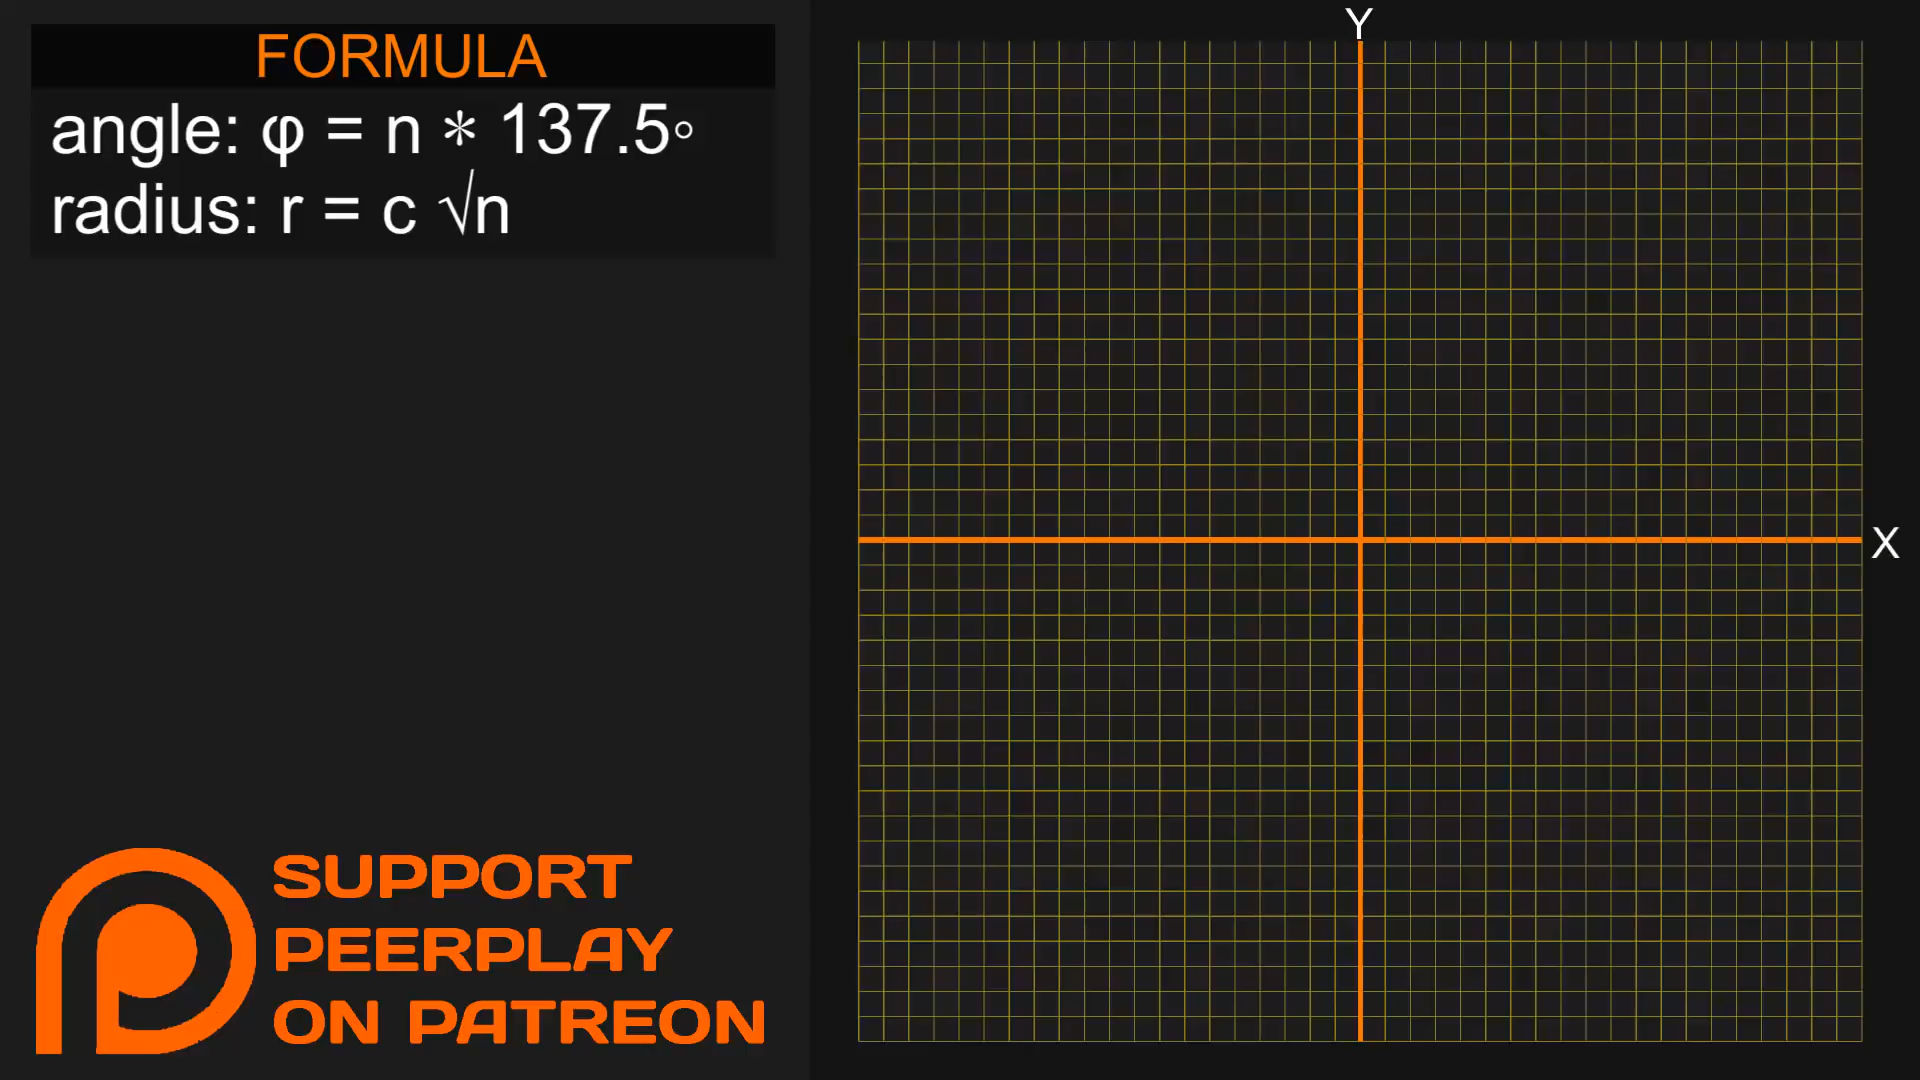 FORMULA
angle: φ = n * 137.5°
radius: r = c √n
SUPPORT
PEERPLAY
ON PATREON
Y
X